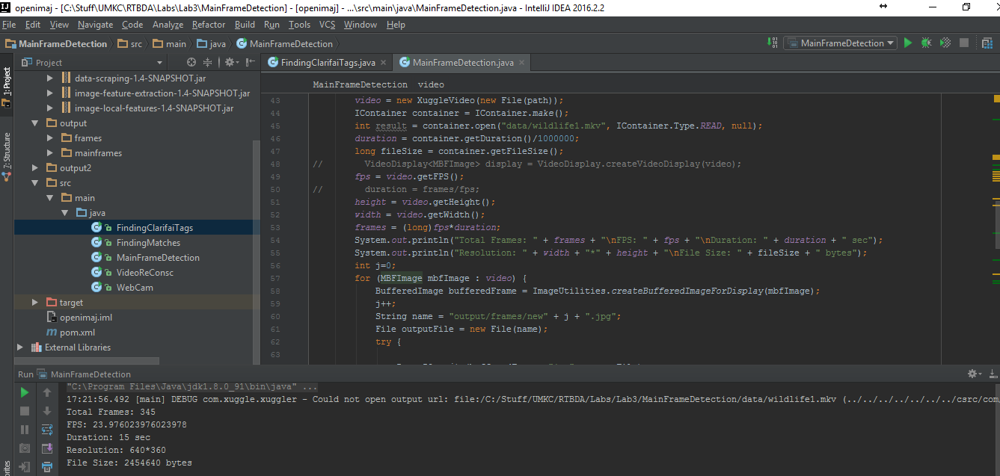 openimaj - [C:\Stuff\UMKC\RTBDA\Labs\Lab3\MainFrameDetection] - [openimaj] - ...\src\main\java\MainFrameDetection.java - IntelliJ IDEA 2016.2.2
File Edit View Navigate Code Analyze Refactor Build Run Tools VCS Window Help
MainFrameDetection src main java MainFrameDetection
MainFrameDetection
Project
FindingClarifaiTags.java MainFrameDetection.java
1: Project
7: Structure
data-scraping-1.4-SNAPSHOT.jar
image-feature-extraction-1.4-SNAPSHOT.jar
image-local-features-1.4-SNAPSHOT.jar
output
frames
mainframes
output2
src
main
java
FindingClarifaiTags
FindingMatches
MainFrameDetection
VideoReConsc
WebCam
target
openimaj.iml
pom.xml
External Libraries
MainFrameDetection video
43 video = new XuggleVideo(new File(path));
44 IContainer container = IContainer.make();
45 int result = container.open("data/wildlife1.mkv", IContainer.Type.READ, null);
46 duration = container.getDuration()/1000000;
47 long fileSize = container.getFileSize();
48 // VideoDisplay<MBFImage> display = VideoDisplay.createVideoDisplay(video);
49 fps = video.getFPS();
50 // duration = frames/fps;
51 height = video.getHeight();
52 width = video.getWidth();
53 frames = (long)fps*duration;
54 System.out.println("Total Frames: " + frames + "\nFPS: " + fps + "\nDuration: " + duration + " sec");
55 System.out.println("Resolution: " + width + "*" + height + "\nFile Size: " + fileSize + " bytes");
56 int j=0;
57 for (MBFImage mbfImage : video) {
58 BufferedImage bufferedFrame = ImageUtilities.createBufferedImageForDisplay(mbfImage);
59 j++;
60 String name = "output/frames/new" + j + ".jpg";
61 File outputFile = new File(name);
62 try {
63
Run MainFrameDetection
"C:\Program Files\Java\jdk1.8.0_91\bin\java" ...
17:21:56.492 [main] DEBUG com.xuggle.xuggler - Could not open output url: file:/C:/Stuff/UMKC/RTBDA/Labs/Lab3/MainFrameDetection/data/wildlife1.mkv (../../../../../../../csrc/com
Total Frames: 345
FPS: 23.976023976023978
Duration: 15 sec
Resolution: 640*360
File Size: 2454640 bytes